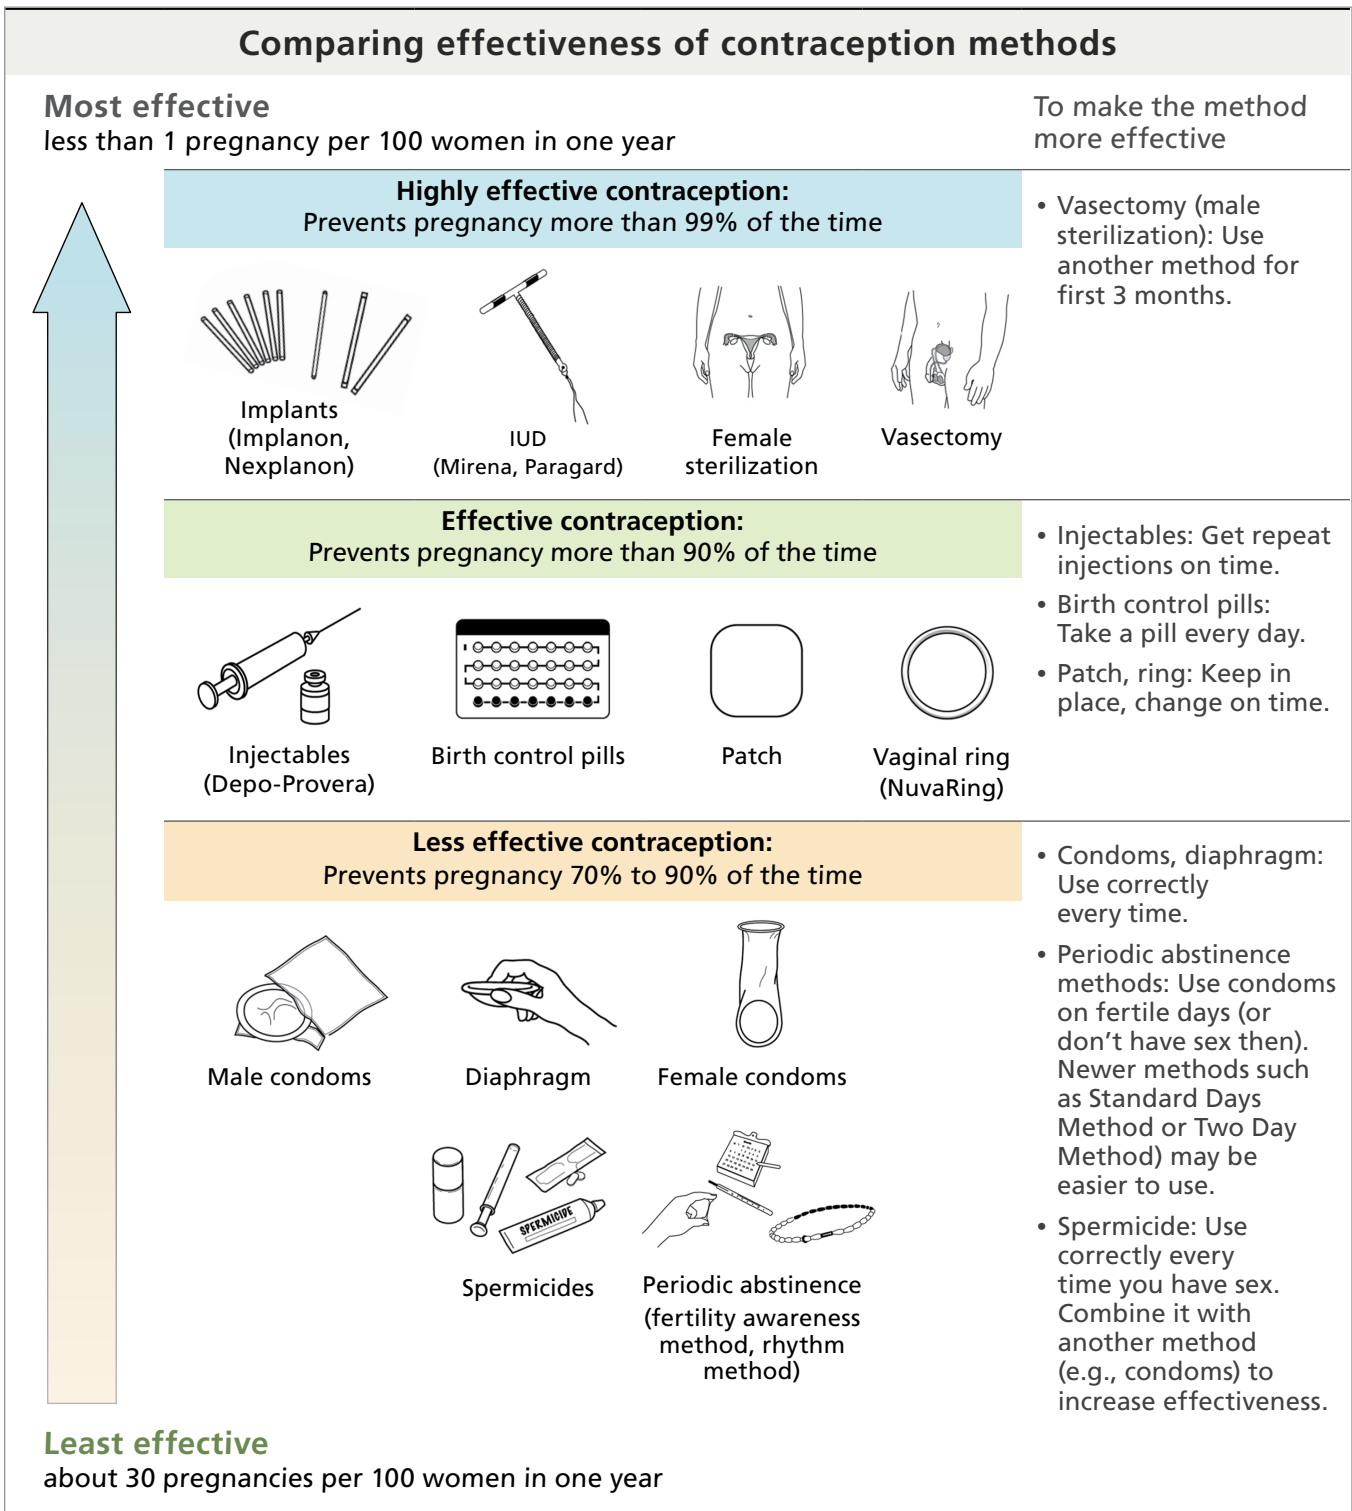 Comparing effectiveness of contraception methods
Most effective
less than 1 pregnancy per 100 women in one year
To make the method
more effective
Highly effective contraception:
Prevents pregnancy more than 99% of the time
Implants
(Implanon,
Nexplanon)
IUD
(Mirena, Paragard)
Female
sterilization
Vasectomy
• Vasectomy (male
sterilization): Use
another method for
first 3 months.
Effective contraception:
Prevents pregnancy more than 90% of the time
Injectables
(Depo-Provera)
Birth control pills
Patch
Vaginal ring
(NuvaRing)
• Injectables: Get repeat
injections on time.
• Birth control pills:
Take a pill every day.
• Patch, ring: Keep in
place, change on time.
Less effective contraception:
Prevents pregnancy 70% to 90% of the time
Male condoms
Diaphragm
Female condoms
SPERMICIDE
Spermicides
Periodic abstinence
(fertility awareness
method, rhythm
method)
• Condoms, diaphragm:
Use correctly
every time.
• Periodic abstinence
methods: Use condoms
on fertile days (or
don't have sex then).
Newer methods such
as Standard Days
Method or Two Day
Method) may be
easier to use.
• Spermicide: Use
correctly every
time you have sex.
Combine it with
another method
(e.g., condoms) to
increase effectiveness.
Least effective
about 30 pregnancies per 100 women in one year